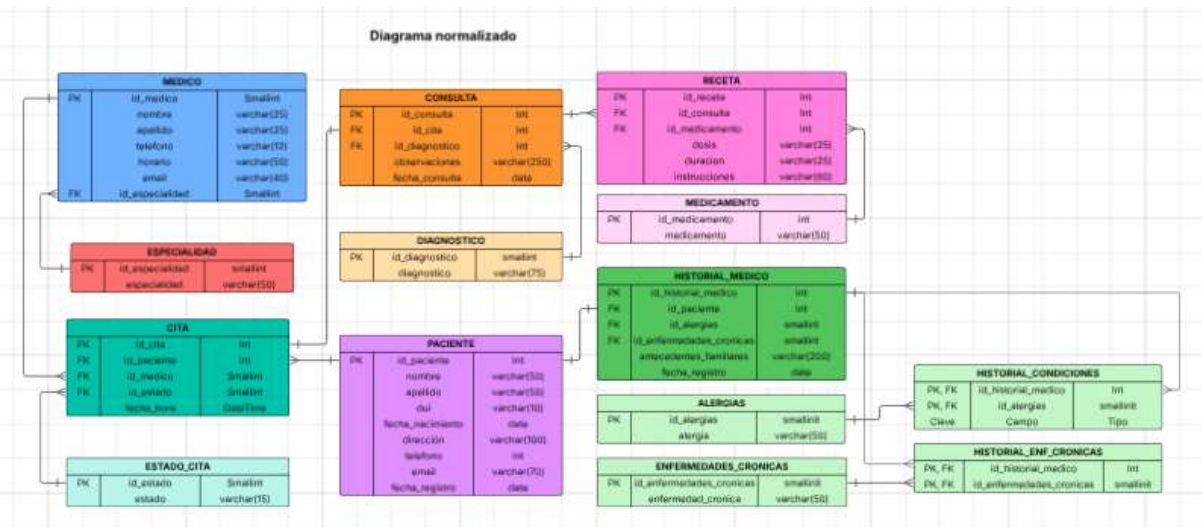 Diagrama normalizado
MEDICO
PK id_medico Smallint
nombre varchar(25)
apellido varchar(25)
telefono varchar(12)
horario varchar(50)
email varchar(40)
FK id_especialidad Smallint
ESPECIALIDAD
PK id_especialidad smallint
especialidad varchar(50)
CITA
PK id_cita Int
FK id_paciente Int
FK id_medico Smallint
FK id_estado Smallint
fecha_hora DateTime
ESTADO_CITA
PK id_estado Smallint
estado varchar(15)
CONSULTA
PK id_consulta Int
FK id_cita Int
FK id_diagnostico Int
observaciones varchar(250)
fecha_consulta date
DIAGNOSTICO
PK id_diagnostico smallint
diagnostico varchar(75)
PACIENTE
PK id_paciente Int
nombre varchar(50)
apellido varchar(50)
dui varchar(10)
fecha_nacimiento date
dirección varchar(100)
telefono int
email varchar(70)
fecha_registro date
RECETA
PK id_receta Int
FK id_consulta Int
FK id_medicamento Int
dosis varchar(25)
duracion varchar(25)
instrucciones varchar(60)
MEDICAMENTO
PK id_medicamento int
medicamento varchar(50)
HISTORIAL_MEDICO
PK id_historial_medico Int
FK id_paciente Int
FK id_alergias smallint
FK id_enfermedades_cronicas smallint
antecedentes_familiares varchar(200)
fecha_registro date
ALERGIAS
PK id_alergias smallinit
alergia varchar(50)
ENFERMEDADES_CRONICAS
PK id_enfermedades_cronicas smallinit
enfermedad_cronica varchar(50)
HISTORIAL_CONDICIONES
PK, FK id_historial_medico Int
PK, FK id_alergias smallinit
Clave Campo Tipo
HISTORIAL_ENF_CRONICAS
PK, FK id_historial_medico Int
PK, FK id_enfermedades_cronicas smallint